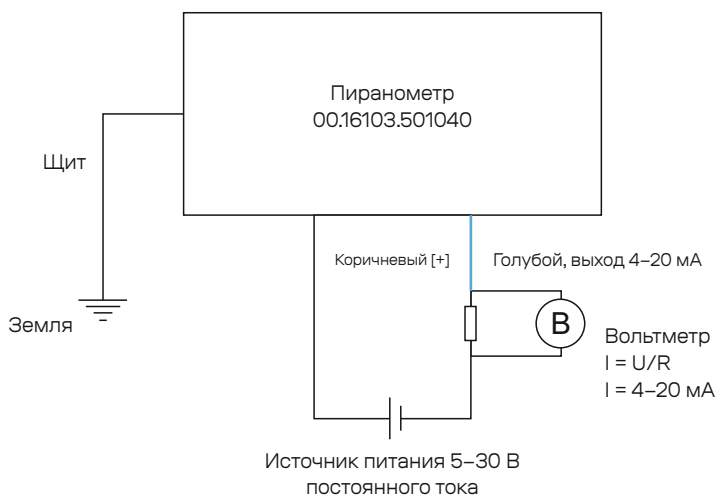 Пиранометр
00.16103.501040
Щит
Коричневый [+]
Голубой, выход 4–20 мА
Земля
В
Вольтметр
I = U/R
I = 4–20 мА
Источник питания 5–30 В
постоянного тока